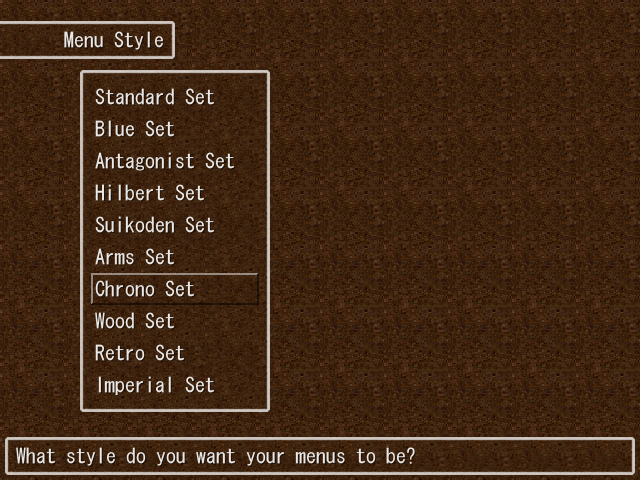 Menu Style
Standard Set
Blue Set
Antagonist Set
Hilbert Set
Suikoden Set
Arms Set
Chrono Set
Wood Set
Retro Set
Imperial Set
What style do you want your menus to be?